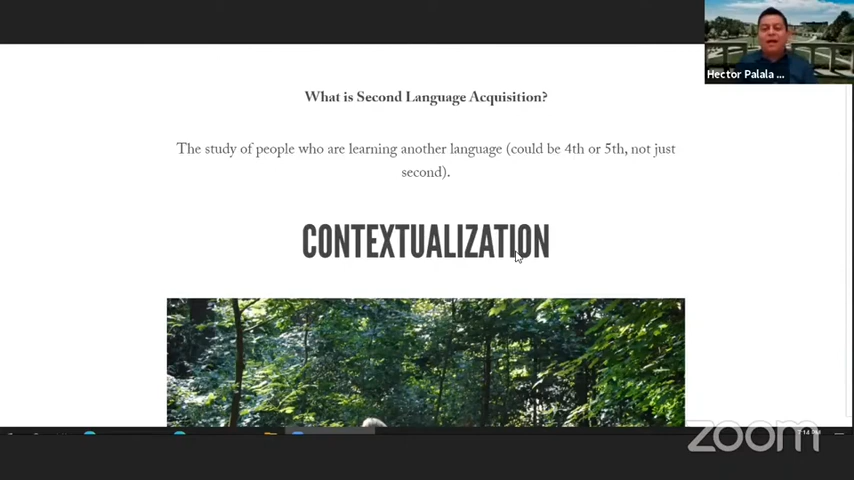 Hector Palala ...
What is Second Language Acquisition?
The study of people who are learning another language (could be 4th or 5th, not just
second).
CONTEXTUALIZATION
zoom